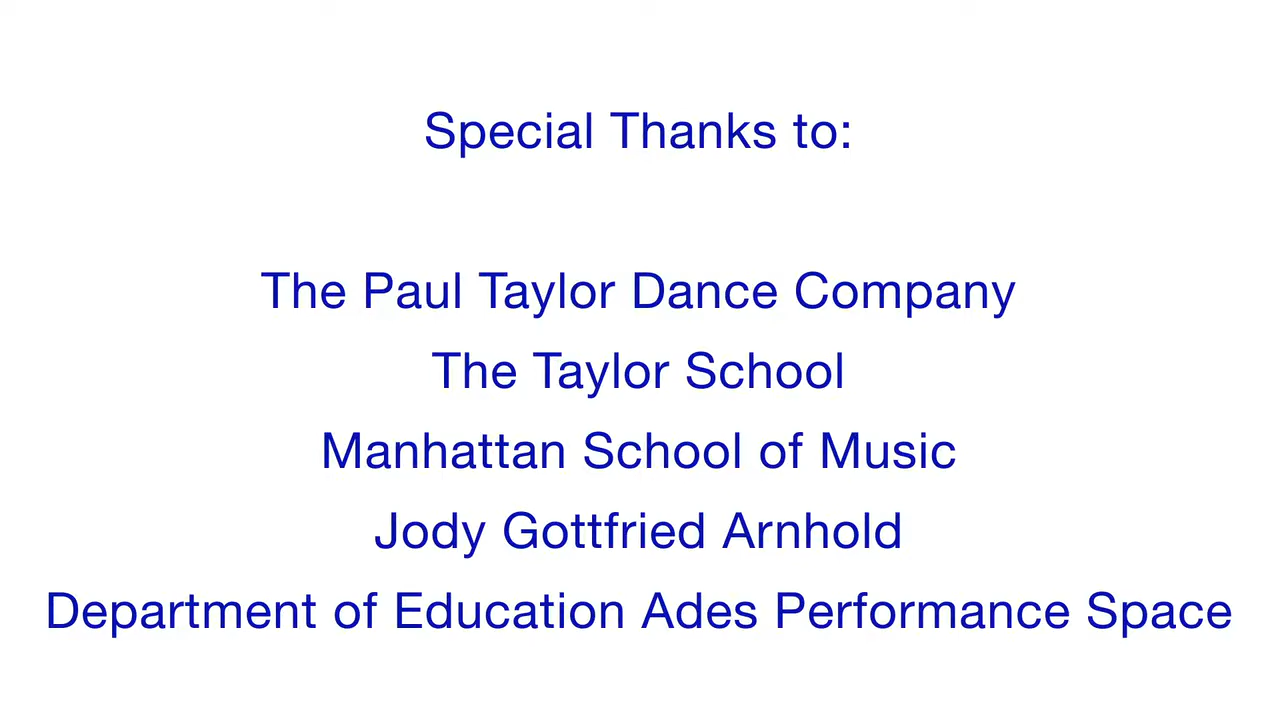 Special Thanks to:
The Paul Taylor Dance Company
The Taylor School
Manhattan School of Music
Jody Gottfried Arnhold
Department of Education Ades Performance Space